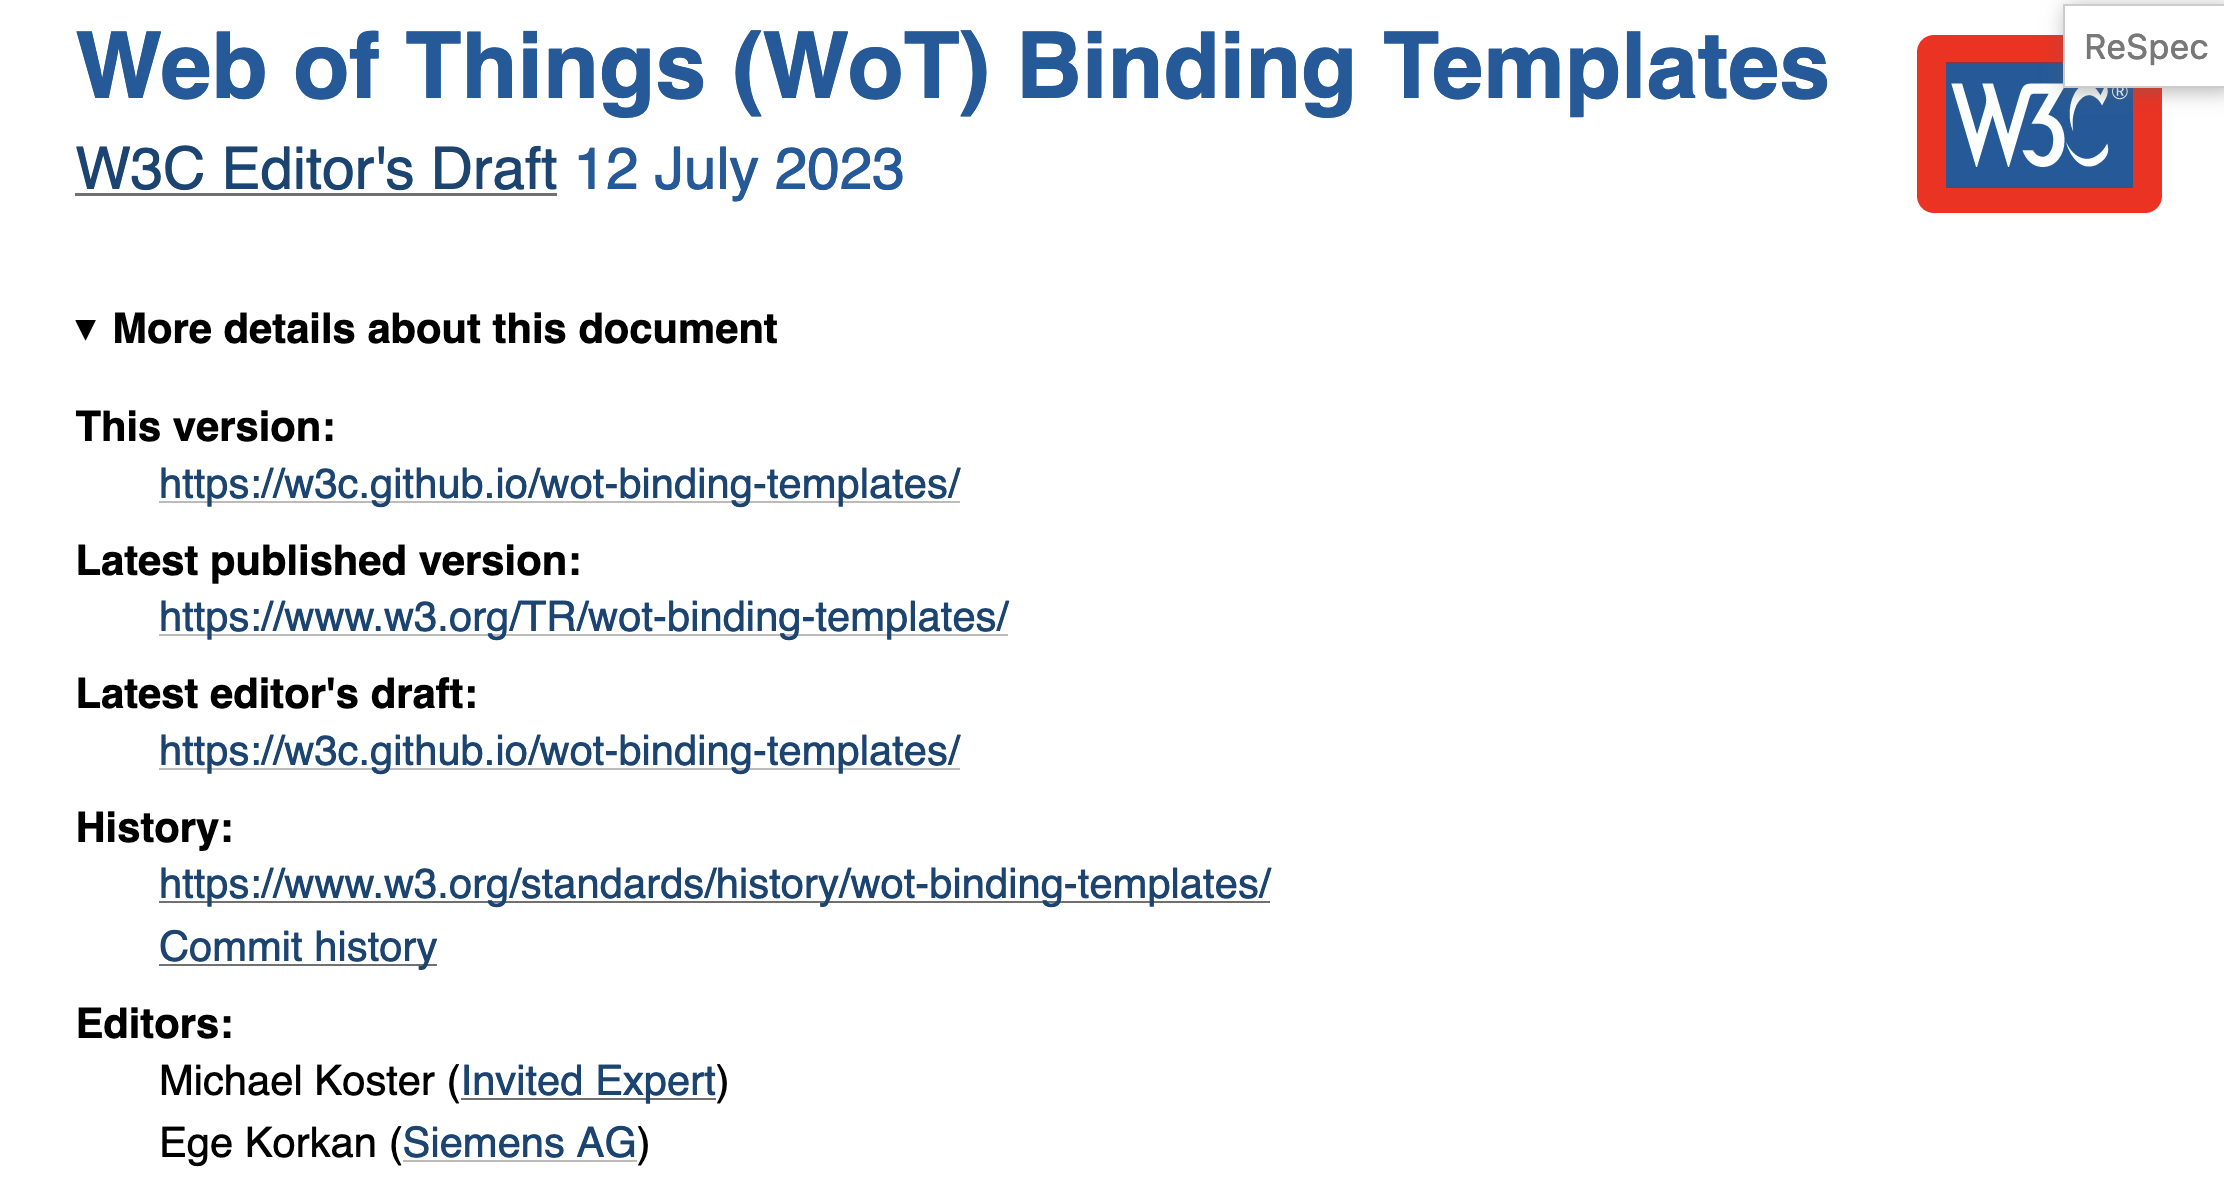 Web of Things (WoT) Binding Templates
ReSpec
W3C®
W3C Editor's Draft 12 July 2023
▼ More details about this document
This version:
https://w3c.github.io/wot-binding-templates/
Latest published version:
https://www.w3.org/TR/wot-binding-templates/
Latest editor's draft:
https://w3c.github.io/wot-binding-templates/
History:
https://www.w3.org/standards/history/wot-binding-templates/
Commit history
Editors:
Michael Koster (Invited Expert)
Ege Korkan (Siemens AG)